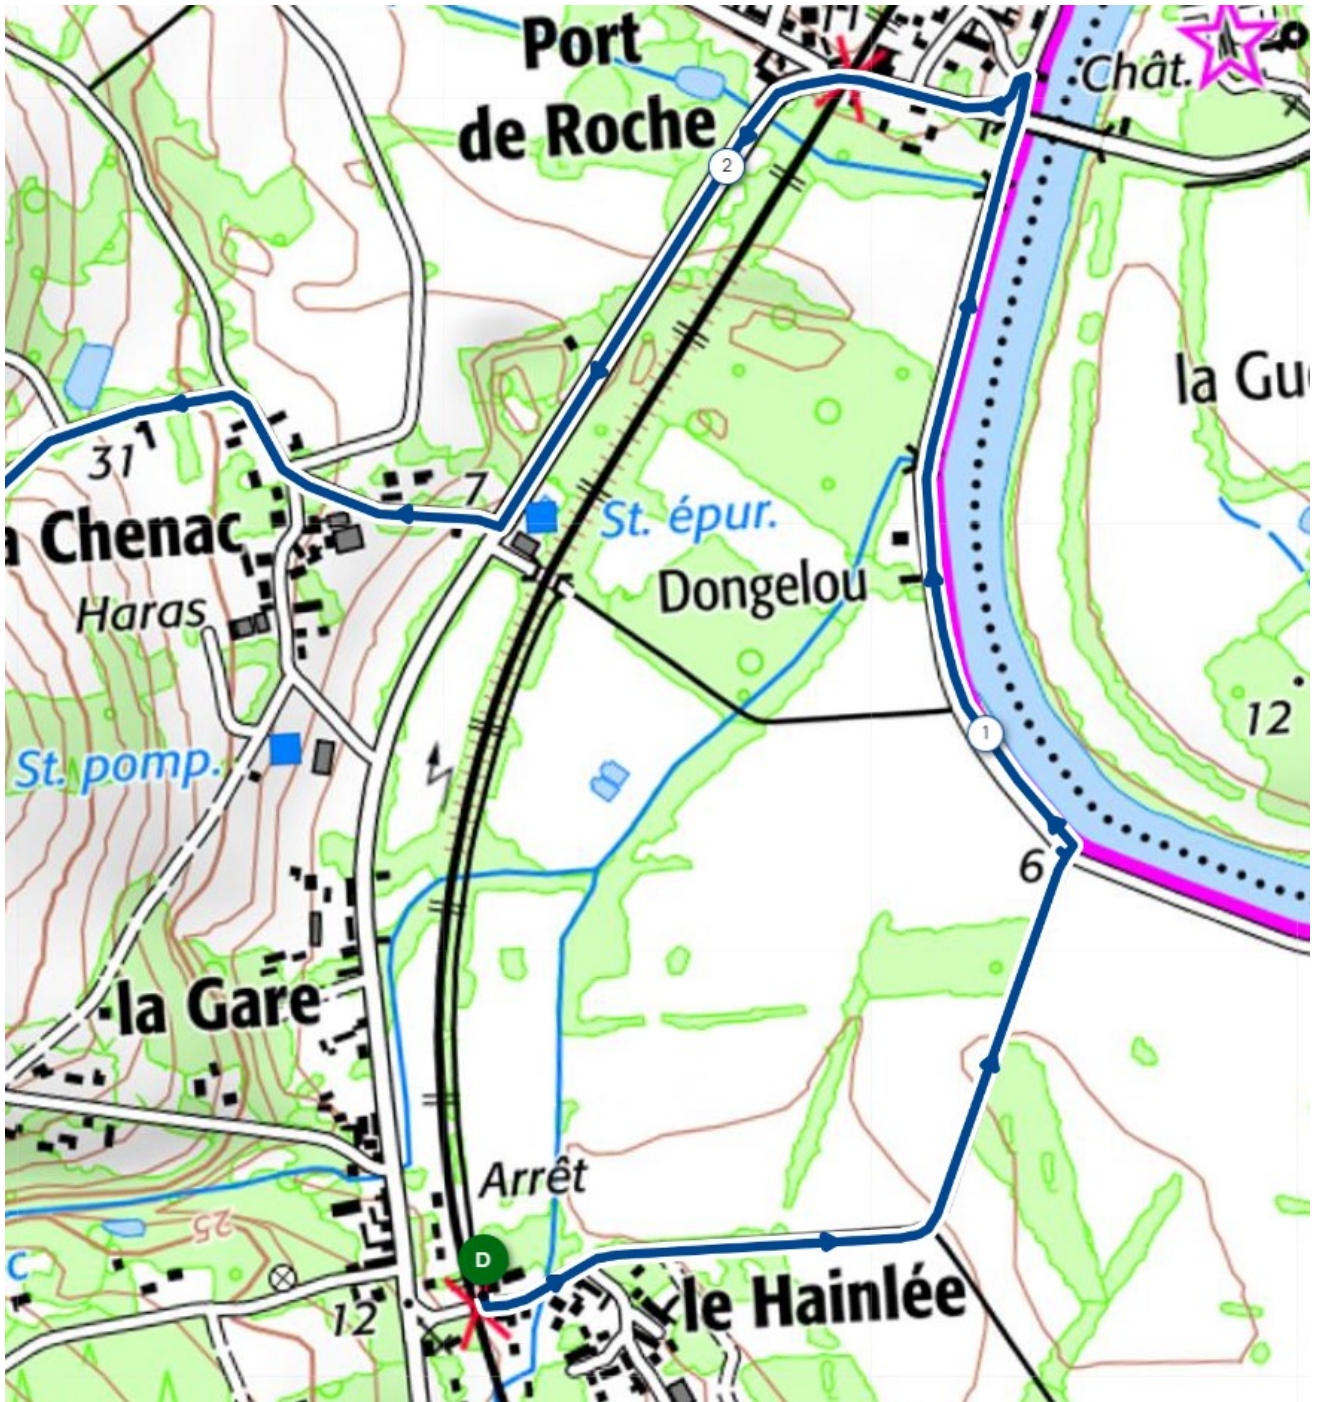 Port
de Roche
Chât.
2
la Gu
31
7
St. épur.
a Chenac
Dongelou
Haras
12
St. pomp.
1
6
la Gare
Arrêt
25
D
c
12
le Hainlée